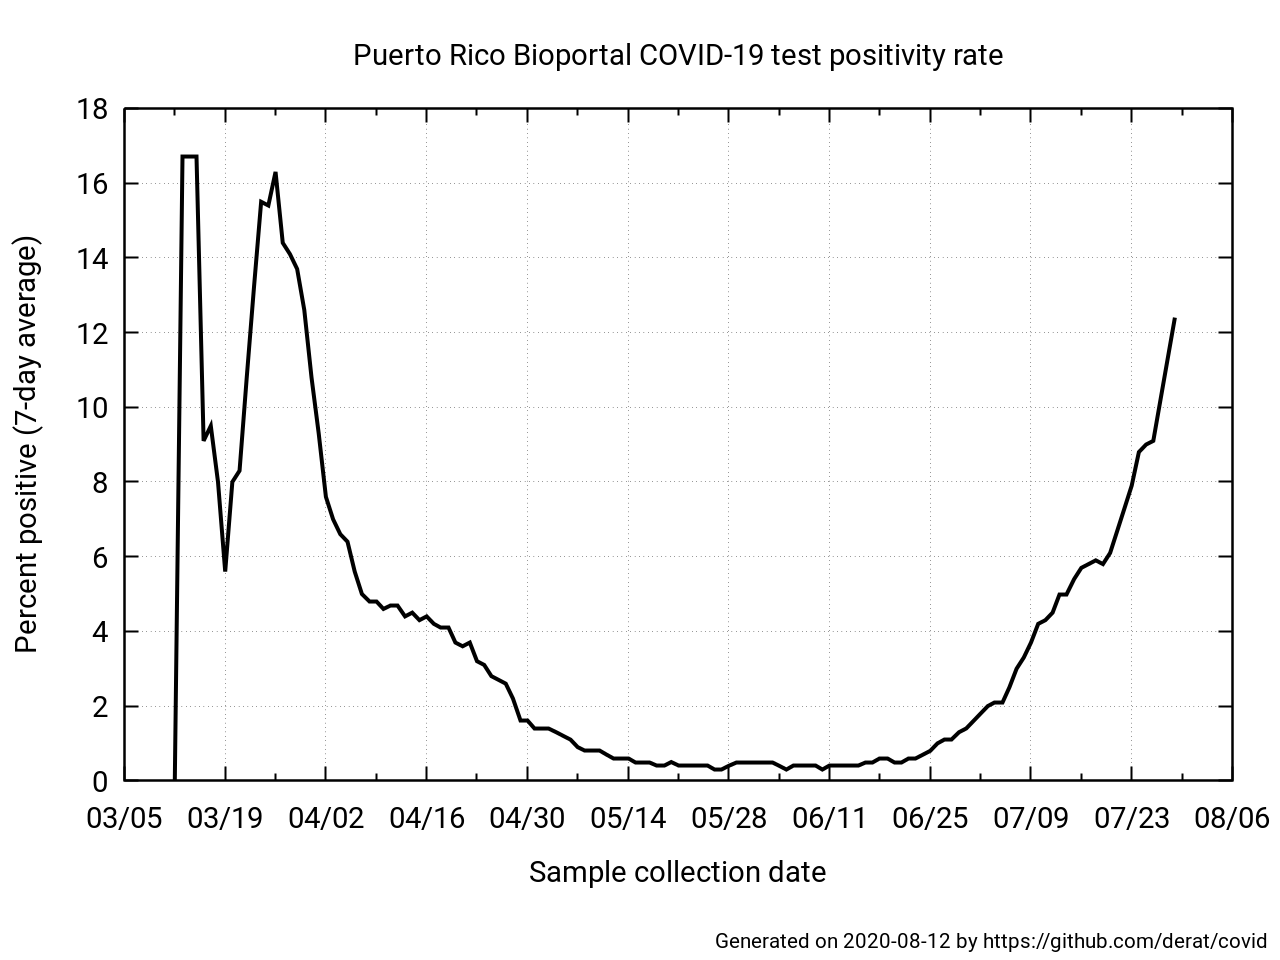 Puerto Rico Bioportal COVID-19 test positivity rate
Percent positive (7-day average)
18
16
14
12
10
8
6
4
2
0
03/05 03/19 04/02 04/16 04/30 05/14 05/28 06/11 06/25 07/09 07/23 08/06
Sample collection date
Generated on 2020-08-12 by https://github.com/derat/covid